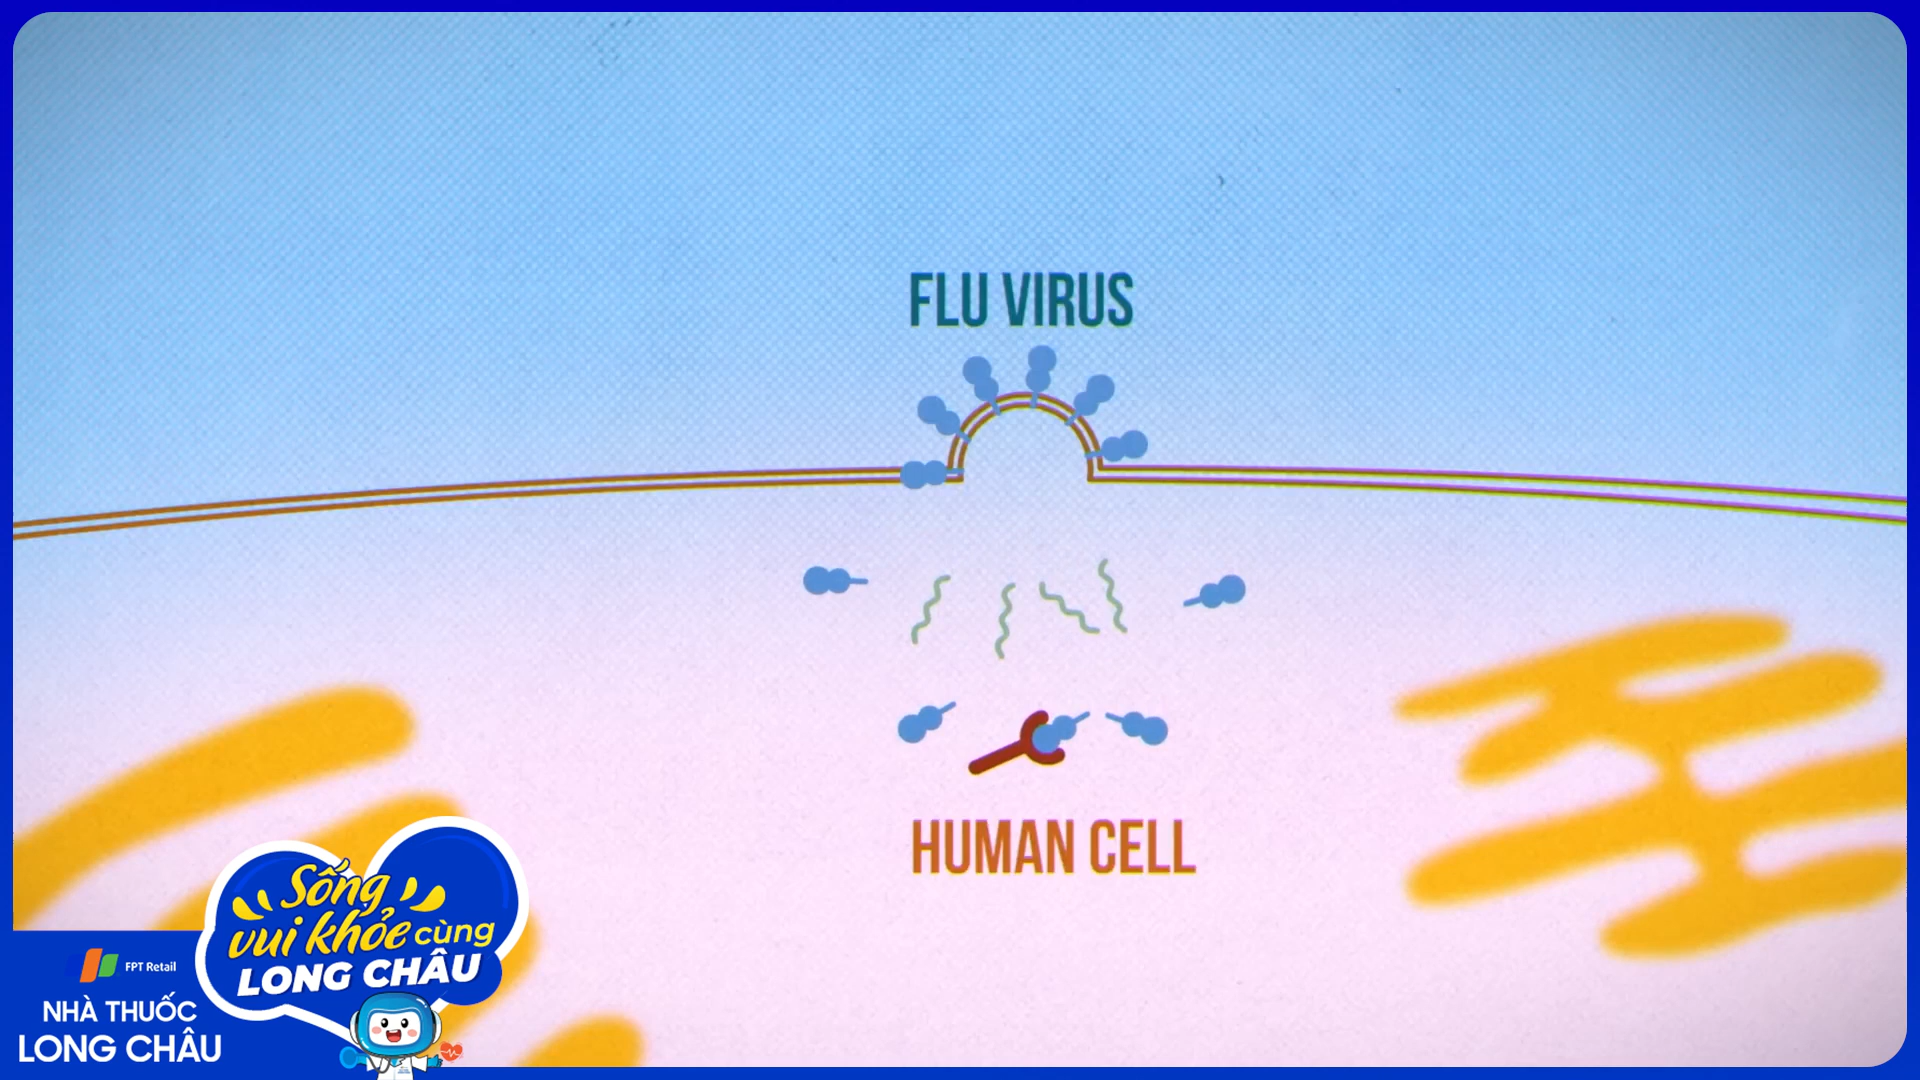 FLU VIRUS
HUMAN CELL
Sống
vui khỏe cùng
LONG CHÂU
FPT Retail
NHÀ THUỐC
LONG CHÂU